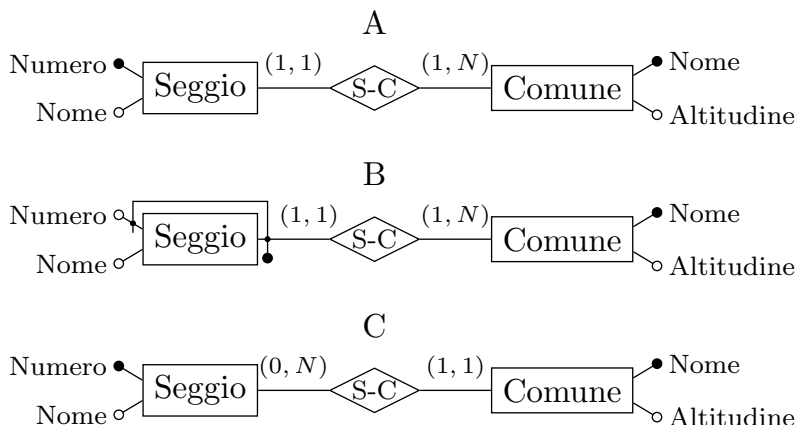 A
Numero (1, 1) (1, N) Nome
Seggio S-C Comune
Nome Altitudine
B
Numero (1, 1) (1, N) Nome
Seggio S-C Comune
Nome Altitudine
C
Numero (0, N) (1, 1) Nome
Seggio S-C Comune
Nome Altitudine